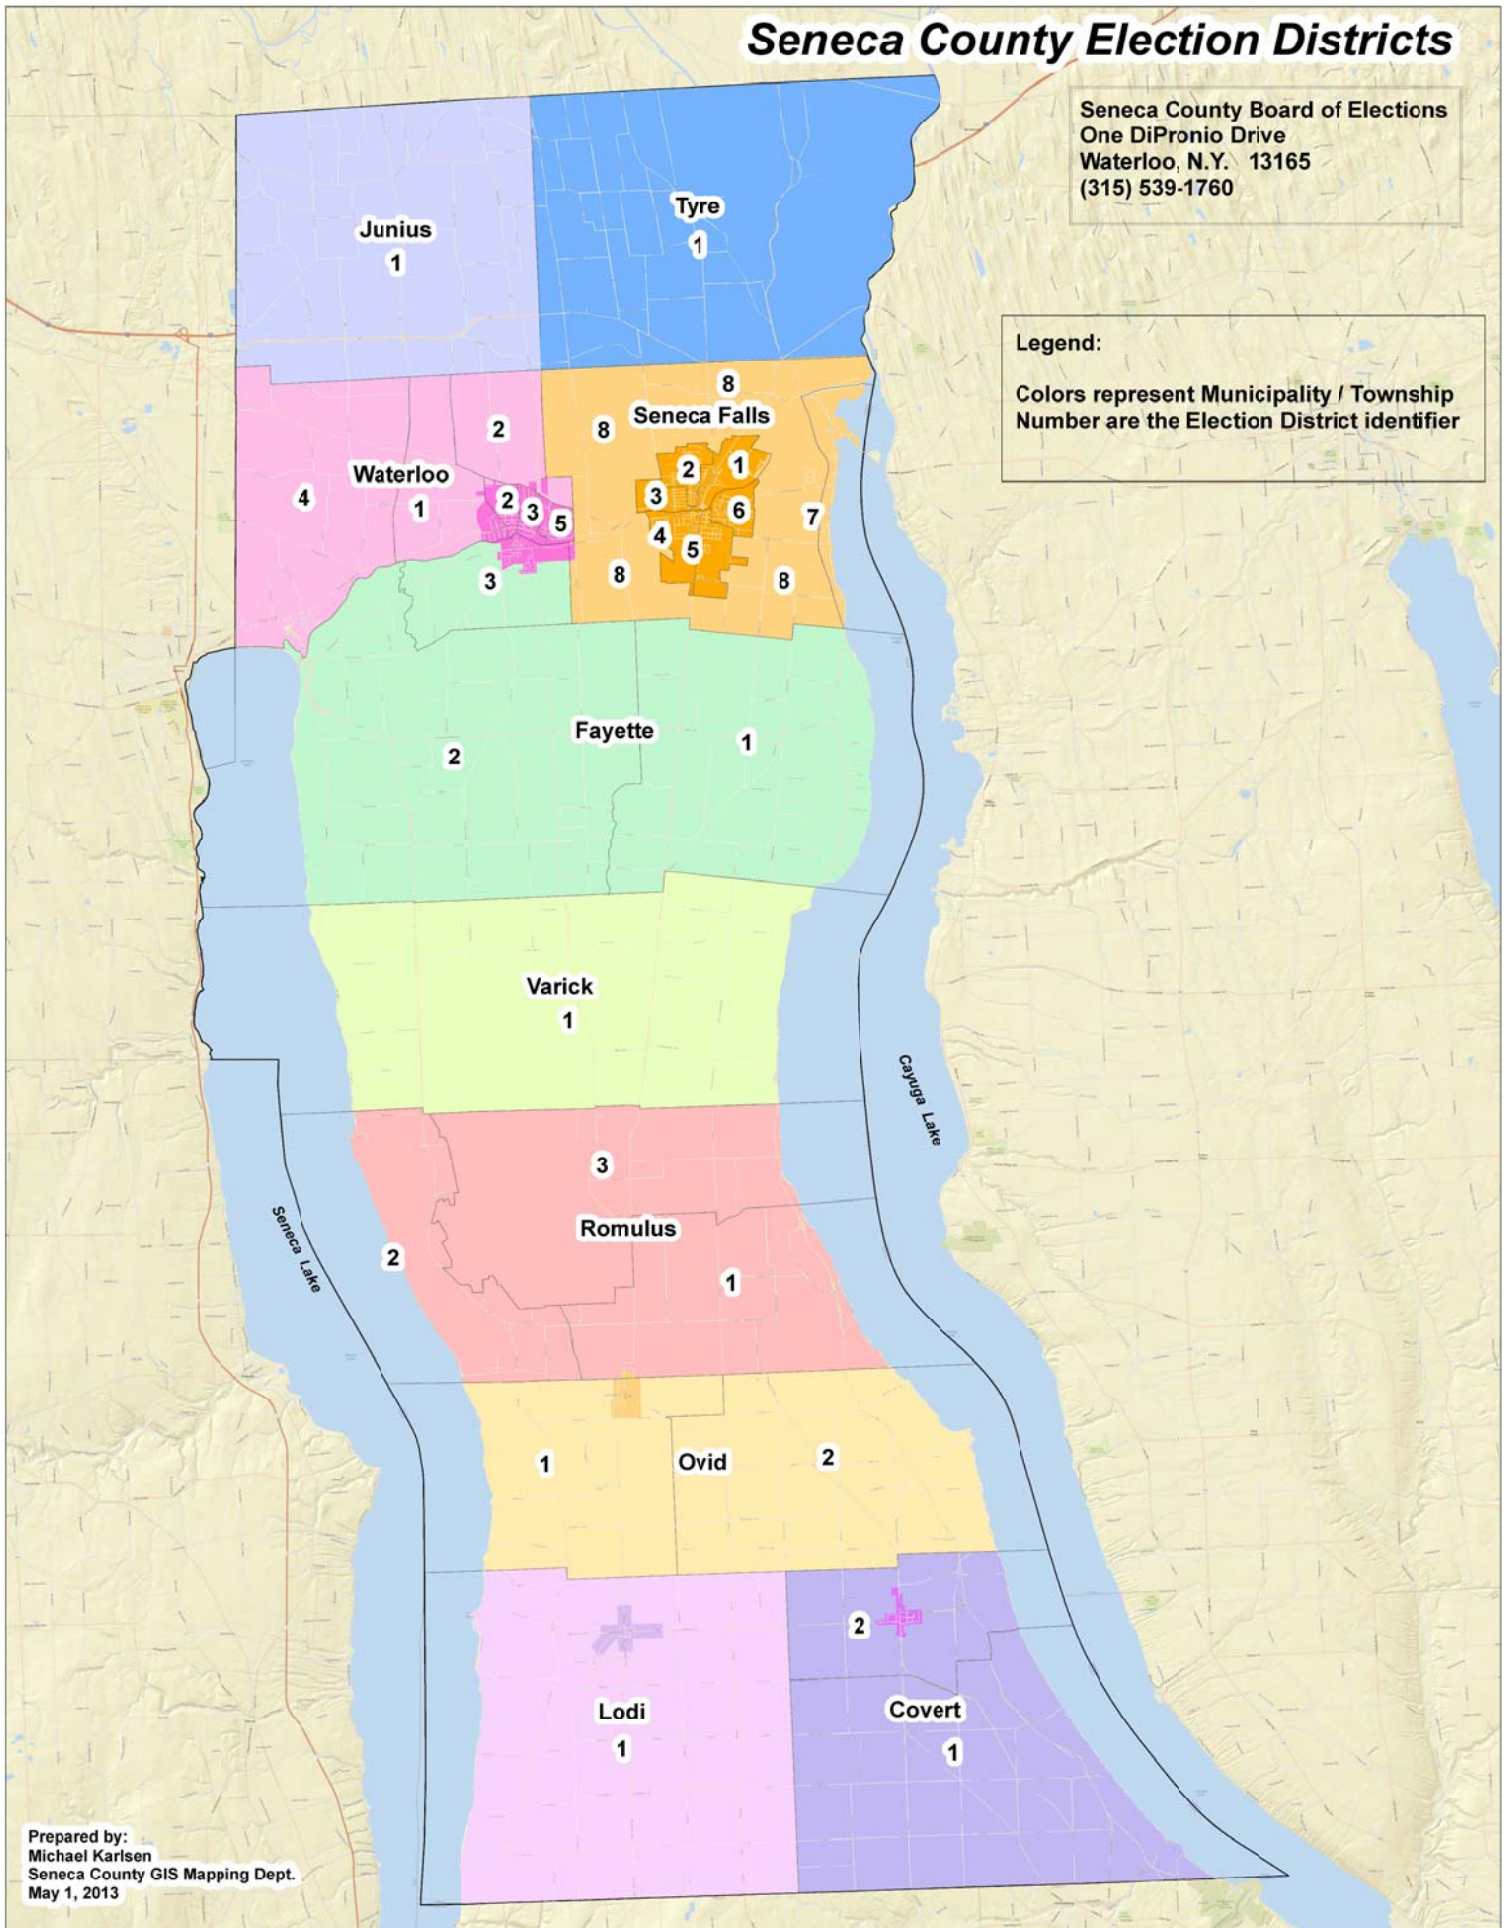 Seneca County Election Districts
Seneca County Board of Elections
One DiPronio Drive
Waterloo, N.Y. 13165
(315) 539-1760
Tyre
1
Junius
1
Legend:
Colors represent Municipality / Township
Number are the Election District identifier
8
Seneca Falls
2
8
Waterloo
4
1
2
3
5
2
1
3
6
7
4
5
8
8
3
Fayette
2
1
Varick
1
Cayuga Lake
3
Romulus
2
1
Seneca Lake
1
Ovid
2
2
Lodi
1
Covert
1
Prepared by:
Michael Karlsen
Seneca County GIS Mapping Dept.
May 1, 2013